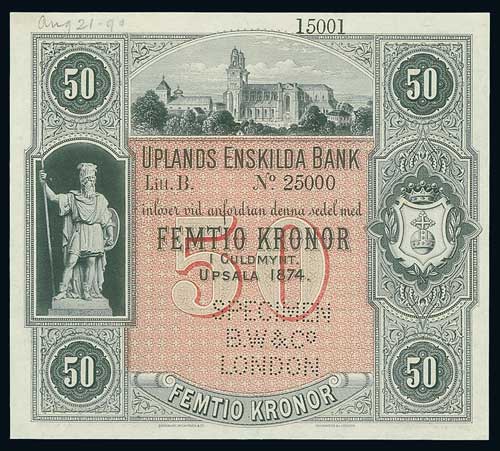 Aug 21-90
15001
50
50
UPLANDS ENSKILDA BANK
Litt. B. No 25000
inlöser vid anfordran denna sedel med
50
FEMTIO KRONOR
I GULDMYNT.
UPSALA 1874.
SPECIMEN
B.W & Co
LONDON
50
50
FEMTIO KRONOR